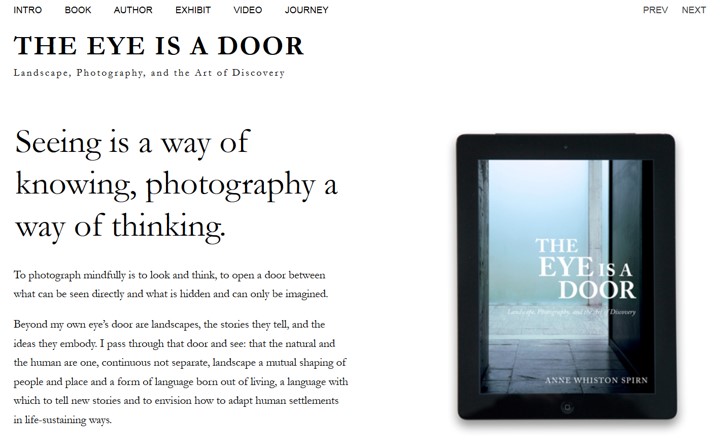 INTRO BOOK AUTHOR EXHIBIT VIDEO JOURNEY PREV NEXT
THE EYE IS A DOOR
Landscape, Photography, and the Art of Discovery
Seeing is a way of
knowing, photography a
way of thinking.
To photograph mindfully is to look and think, to open a door between
what can be seen directly and what is hidden and can only be imagined.
Beyond my own eye's door are landscapes, the stories they tell, and the
ideas they embody. I pass through that door and see: that the natural and
the human are one, continuous not separate, landscape a mutual shaping of
people and place and a form of language born out of living, a language with
which to tell new stories and to envision how to adapt human settlements
in life-sustaining ways.
THE
EYE IS A
DOOR
Landscape, Photography, and the Art of Discovery
ANNE WHISTON SPIRN